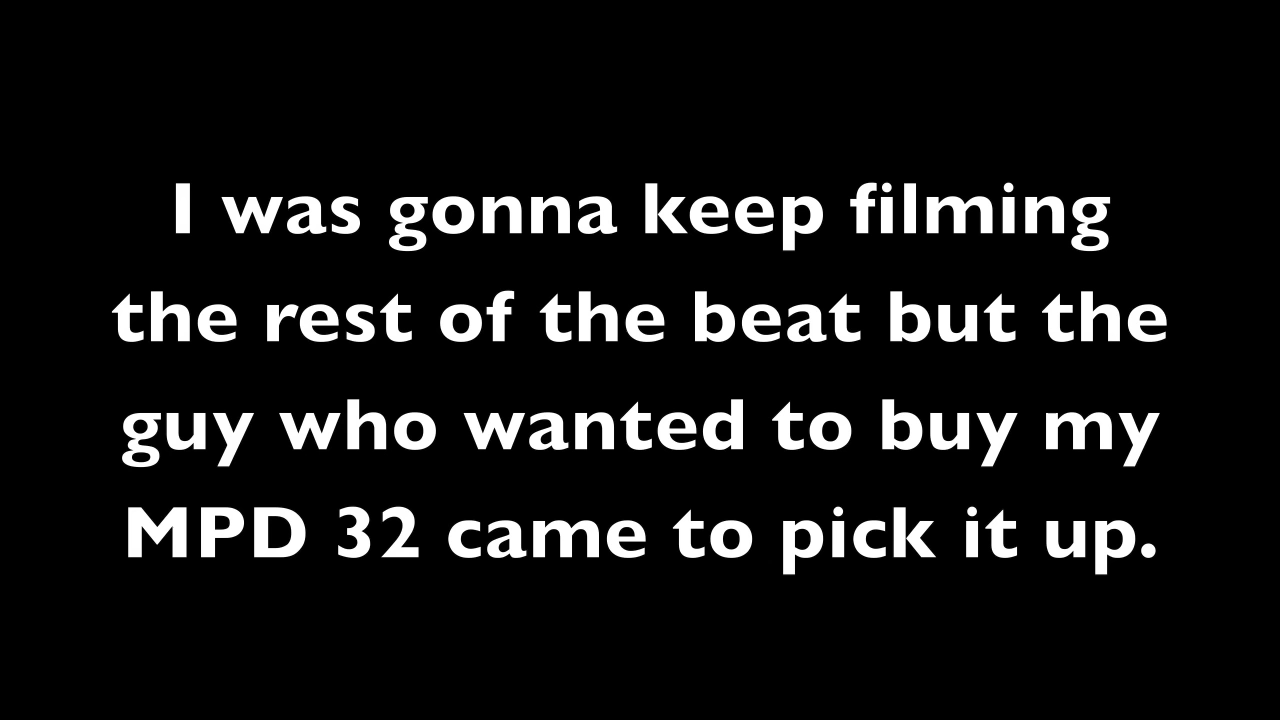 I was gonna keep filming
the rest of the beat but the
guy who wanted to buy my
MPD 32 came to pick it up.